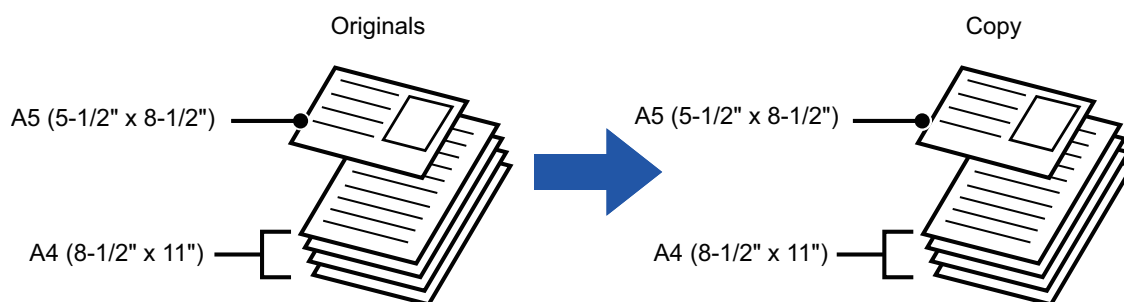 Originals
Copy
A5 (5-1/2" x 8-1/2")
A5 (5-1/2" x 8-1/2")
A4 (8-1/2" x 11")
A4 (8-1/2" x 11")